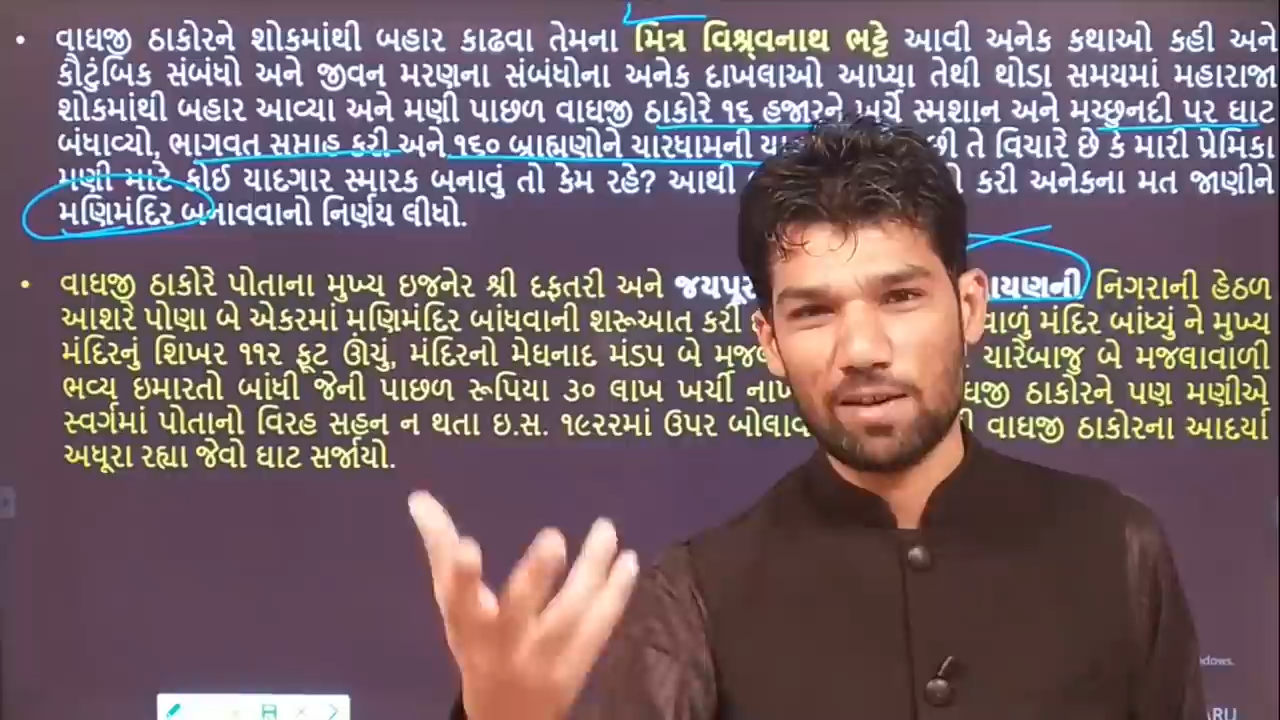 • વાઘજી ઠાકોરને શોકમાંથી બહાર કાઢવા તેમના મિત્ર વિશ્ર્વનાથ ભટ્ટે આવી અનેક કથાઓ કહી અને
કૌટુંબિક સંબંધો અને જીવન મરણના સંબંધોના અનેક દાખલાઓ આપ્યા તેથી થોડા સમયમાં મહારાજા
શોકમાંથી બહાર આવ્યા અને મણી પાછળ વાઘજી ઠાકોરે ૧૬ હજારને ખર્ચે સ્મશાન અને મચ્છુનદી પર ઘાટ
બંધાવ્યો, ભાગવત સપ્તાહ કરી અને ૧૬૦ બ્રાહ્મણોને ચારધામની તે વિચારે છે કે મારી પ્રેમિકા
મણી માટે કોઈ યાદગાર સ્મારક બનાવું તો કેમ રહે? આથી કરી અનેકના મત જાણીને
મણિમંદિર બનાવવાનો નિર્ણય લીધો.
• વાઘજી ઠાકોરે પોતાના મુખ્ય ઇજનેર શ્રી દફતરી અને જયપૂર નિગરાની હેઠળ
આશરે પોણા બે એકરમાં મણિમંદિર બાંધવાની શરૂઆત કરી મંદિર બાંધ્યું ને મુખ્ય
મંદિરનું શિખર ૧૧૨ ફૂટ ઊંચું, મંદિરનો મેઘનાદ મંડપ બે ચારેબાજુ બે મજલાવાળી
ભવ્ય ઇમારતો બાંધી જેની પાછળ રૂપિયા ૩૦ લાખ ખર્ચી ઠાકોરને પણ મણીએ
સ્વર્ગમાં પોતાનો વિરહ સહન ન થતા ઇ.સ. ૧૯૨૨માં ઉપર વાઘજી ઠાકોરના આદર્યા
અધૂરા રહ્યા જેવો ઘાટ સર્જાયો.